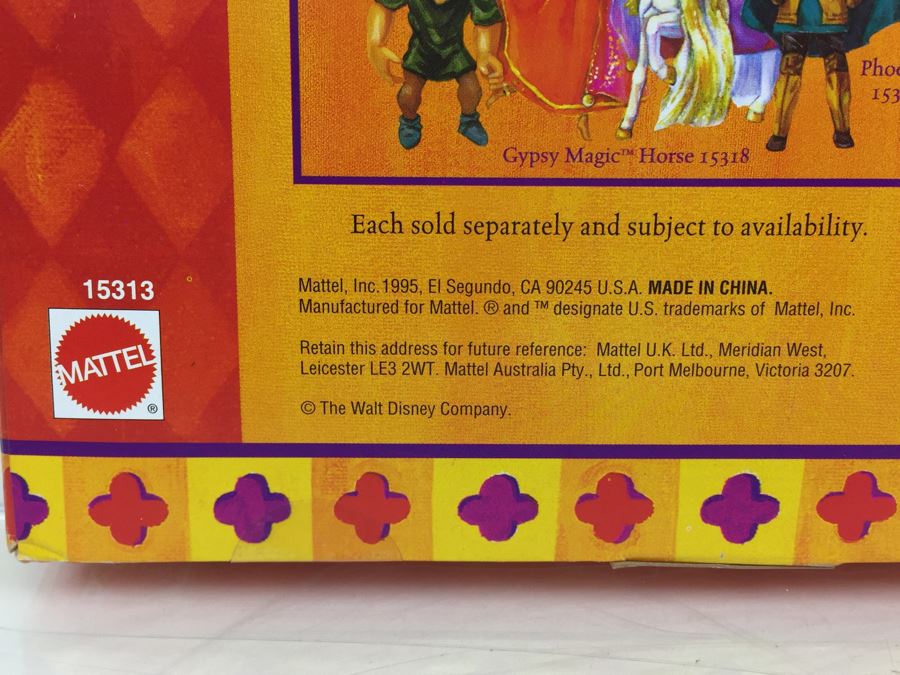 Phoe
153
Gypsy Magic™ Horse 15318
Each sold separately and subject to availability.
Mattel, Inc.1995, El Segundo, CA 90245 U.S.A. MADE IN CHINA.
Manufactured for Mattel. ® and ™ designate U.S. trademarks of Mattel, Inc.
Retain this address for future reference: Mattel U.K. Ltd., Meridian West,
Leicester LE3 2WT. Mattel Australia Pty., Ltd., Port Melbourne, Victoria 3207.
© The Walt Disney Company.
15313
MATTEL
®